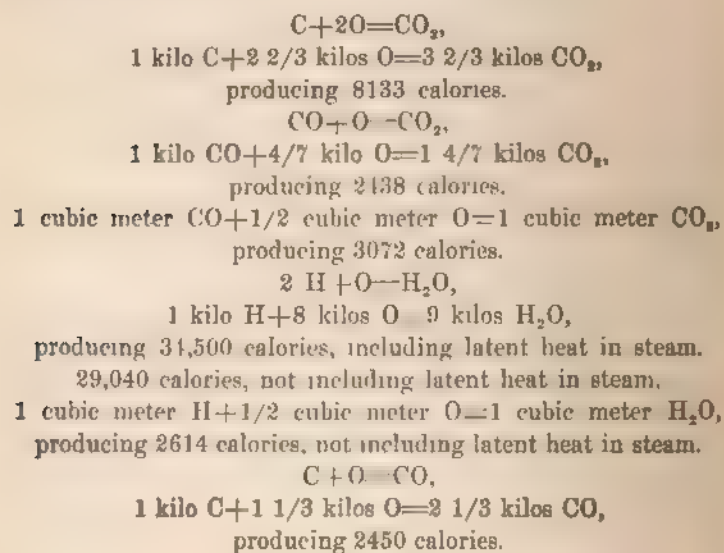 C+2O=CO₂,
1 kilo C+2 2/3 kilos O=3 2/3 kilos CO₂,
producing 8133 calories.
CO+O=CO₂,
1 kilo CO+4/7 kilo O=1 4/7 kilos CO₂,
producing 2438 calories.
1 cubic meter CO+1/2 cubic meter O=1 cubic meter CO₂,
producing 3072 calories.
2 H+O=H₂O,
1 kilo H+8 kilos O=9 kilos H₂O,
producing 34,500 calories, including latent heat in steam.
29,040 calories, not including latent heat in steam.
1 cubic meter H+1/2 cubic meter O=1 cubic meter H₂O,
producing 2614 calories, not including latent heat in steam.
C+O=CO,
1 kilo C+1 1/3 kilos O=2 1/3 kilos CO,
producing 2450 calories.